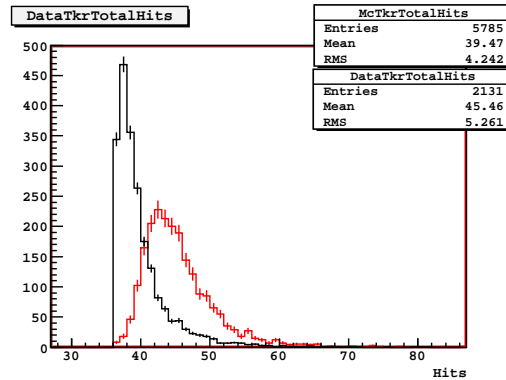 DataTkrTotalHits
McTkrTotalHits
Entries 5785
Mean 39.47
RMS 4.242
DataTkrTotalHits
Entries 2131
Mean 45.46
RMS 5.261
500
450
400
350
300
250
200
150
100
50
0
30 40 50 60 70 80
Hits